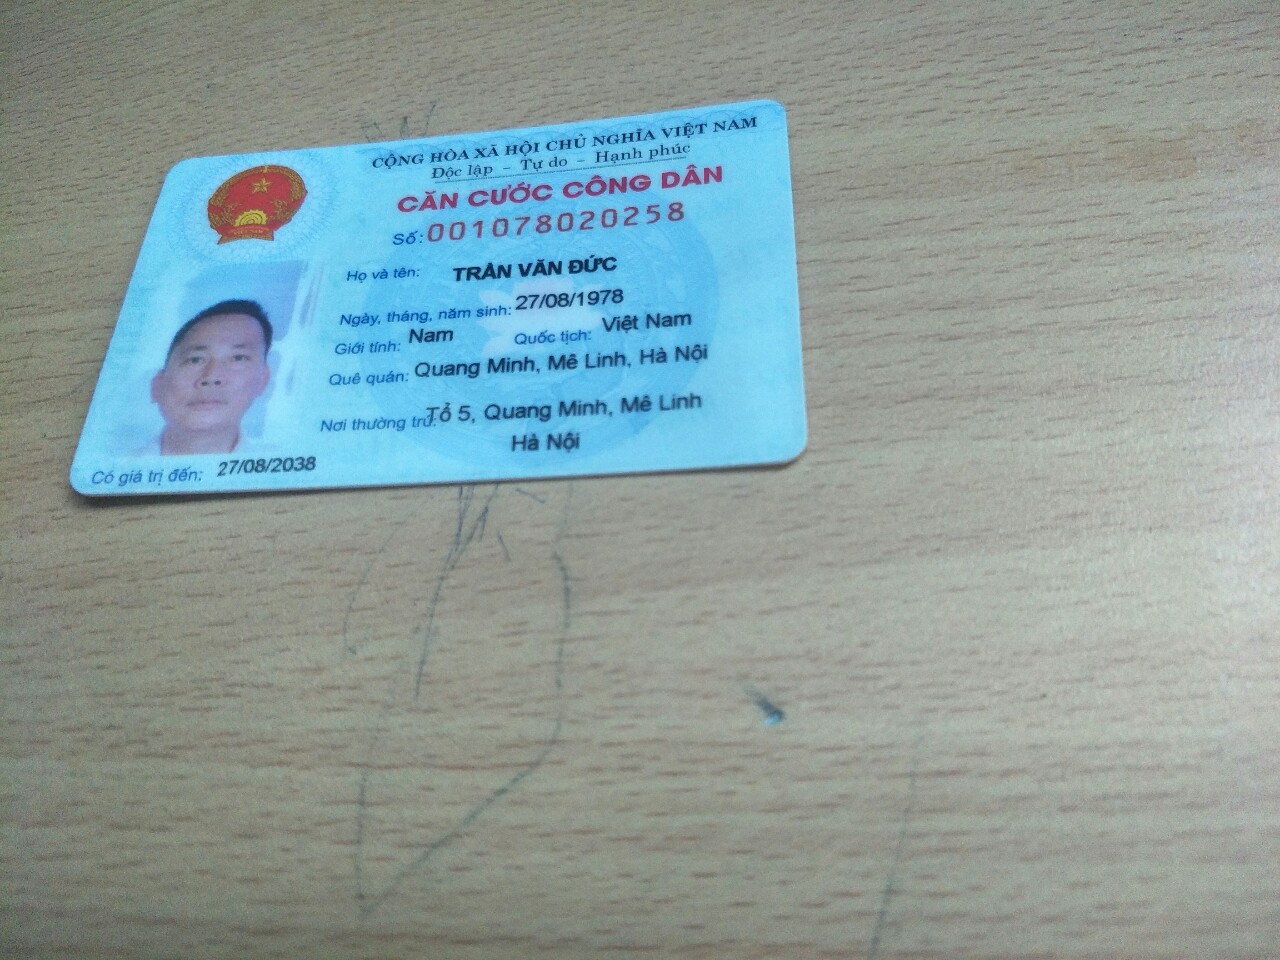 CỘNG HÒA XÃ HỘI CHỦ NGHĨA VIỆT NAM
Độc lập - Tự do - Hạnh phúc
CĂN CƯỚC CÔNG DÂN
Số: 001078020258
Họ và tên: TRẦN VĂN ĐỨC
Ngày, tháng, năm sinh: 27/08/1978
Giới tính: Nam Quốc tịch: Việt Nam
Quê quán: Quang Minh, Mê Linh, Hà Nội
Nơi thường trú: Tổ 5, Quang Minh, Mê Linh
Hà Nội
Có giá trị đến: 27/08/2038